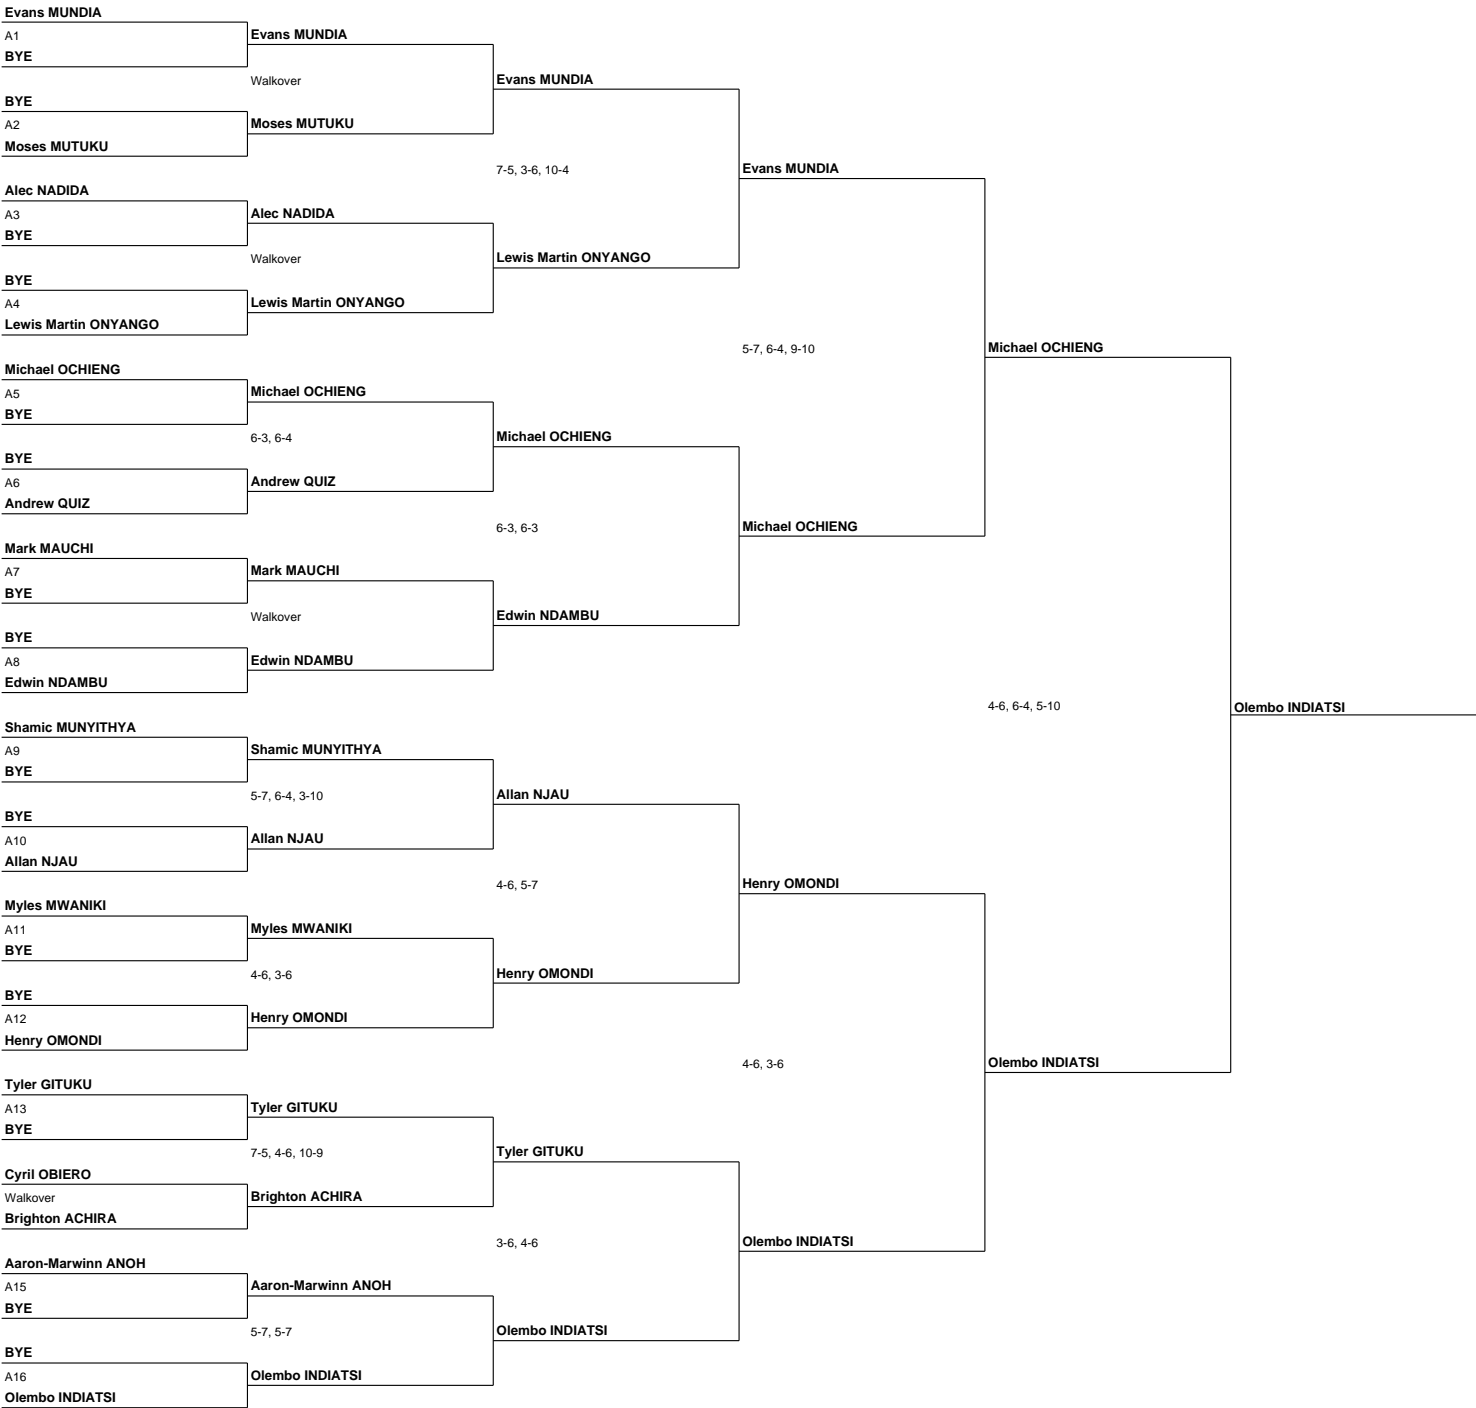 Evans MUNDIA
A1
BYE
BYE
A2
Moses MUTUKU
Alec NADIDA
A3
BYE
BYE
A4
Lewis Martin ONYANGO
Michael OCHIENG
A5
BYE
BYE
A6
Andrew QUIZ
Mark MAUCHI
A7
BYE
BYE
A8
Edwin NDAMBU
Shamic MUNYITHYA
A9
BYE
BYE
A10
Allan NJAU
Myles MWANIKI
A11
BYE
BYE
A12
Henry OMONDI
Tyler GITUKU
A13
BYE
Cyril OBIERO
Walkover
Brighton ACHIRA
Aaron-Marwinn ANOH
A15
BYE
BYE
A16
Olembo INDIATSI
Evans MUNDIA
Walkover
Moses MUTUKU
Alec NADIDA
Walkover
Lewis Martin ONYANGO
Michael OCHIENG
6-3, 6-4
Andrew QUIZ
Mark MAUCHI
Walkover
Edwin NDAMBU
Shamic MUNYITHYA
5-7, 6-4, 3-10
Allan NJAU
Myles MWANIKI
4-6, 3-6
Henry OMONDI
Tyler GITUKU
7-5, 4-6, 10-9
Brighton ACHIRA
Aaron-Marwinn ANOH
5-7, 5-7
Olembo INDIATSI
Evans MUNDIA
7-5, 3-6, 10-4
Lewis Martin ONYANGO
Michael OCHIENG
6-3, 6-3
Edwin NDAMBU
Allan NJAU
4-6, 5-7
Henry OMONDI
Tyler GITUKU
3-6, 4-6
Olembo INDIATSI
Evans MUNDIA
5-7, 6-4, 9-10
Michael OCHIENG
Henry OMONDI
4-6, 3-6
Olembo INDIATSI
Michael OCHIENG
4-6, 6-4, 5-10
Olembo INDIATSI
Olembo INDIATSI